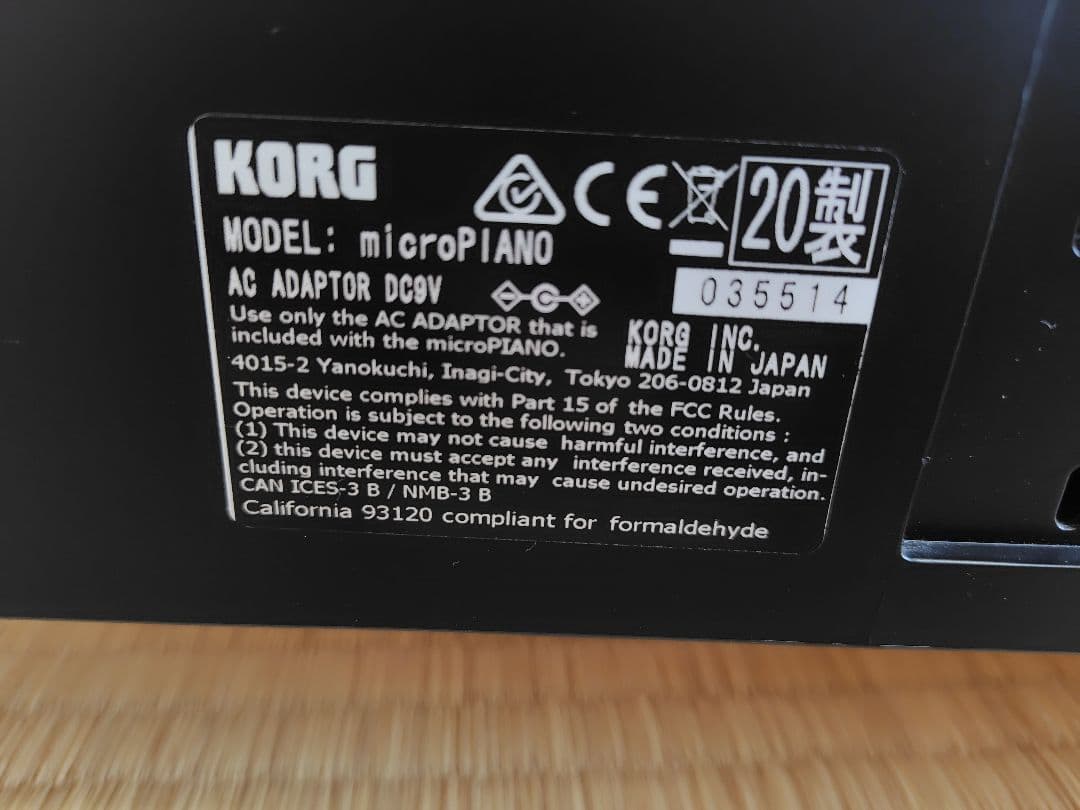 KORG
CE
20製
MODEL: microPIANO
035514
AC ADAPTOR DC9V
Use only the AC ADAPTOR that is
included with the microPIANO.
KORG INC.
MADE IN JAPAN
4015-2 Yanokuchi, Inagi-City, Tokyo 206-0812 Japan
This device complies with Part 15 of the FCC Rules.
Operation is subject to the following two conditions :
(1) This device may not cause harmful interference, and
(2) this device must accept any interference received, in-
cluding interference that may cause undesired operation.
CAN ICES-3 B / NMB-3 B
California 93120 compliant for formaldehyde